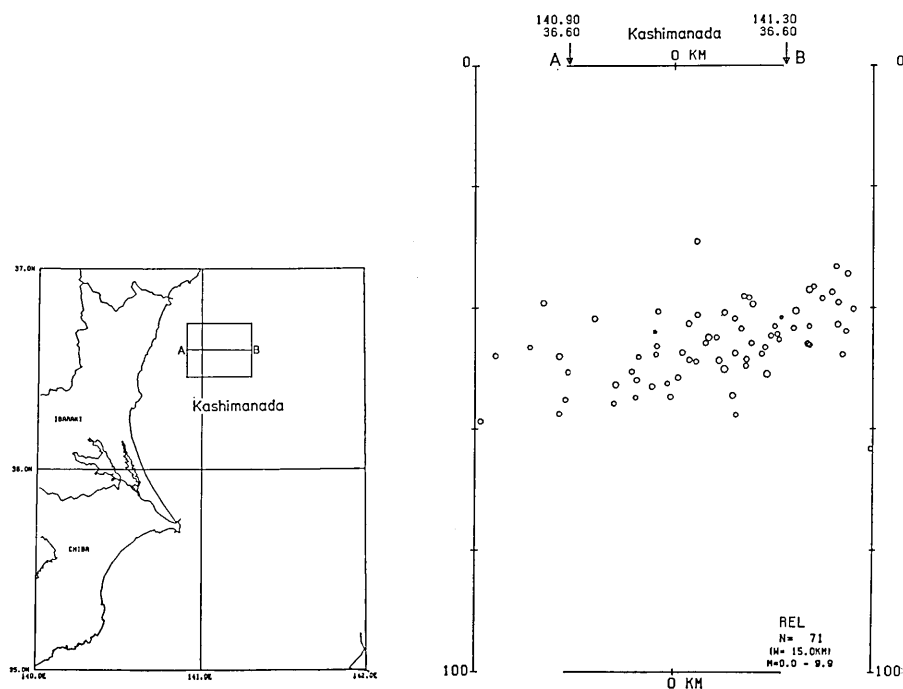 140.90
36.60
141.30
36.60
Kashimanada
A
0 KM
B
0
0
37.0N
A
B
Kashimanada
IBARAKI
36.0N
CHIBA
35.0N
140.0E
141.0E
142.0E
REL
N= 71
(W= 15.0KM)
M=0.0 - 9.9
100
100
0 KM